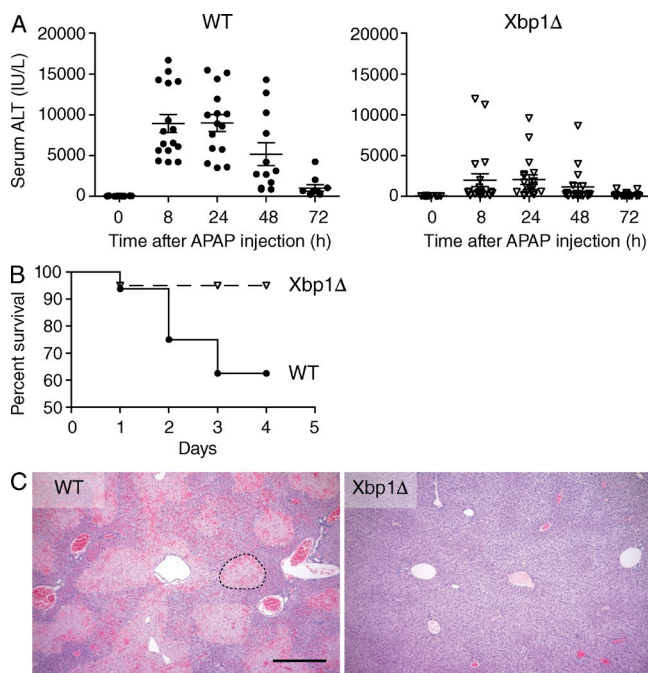 A
WT
Xbp1Δ
Serum ALT (IU/L)
20000
15000
10000
5000
0
0 8 24 48 72
Time after APAP injection (h)
20000
15000
10000
5000
0
0 8 24 48 72
Time after APAP injection (h)
B
Percent survival
100
90
80
70
60
50
0 1 2 3 4 5
Days
Xbp1Δ
WT
C
WT
Xbp1Δ